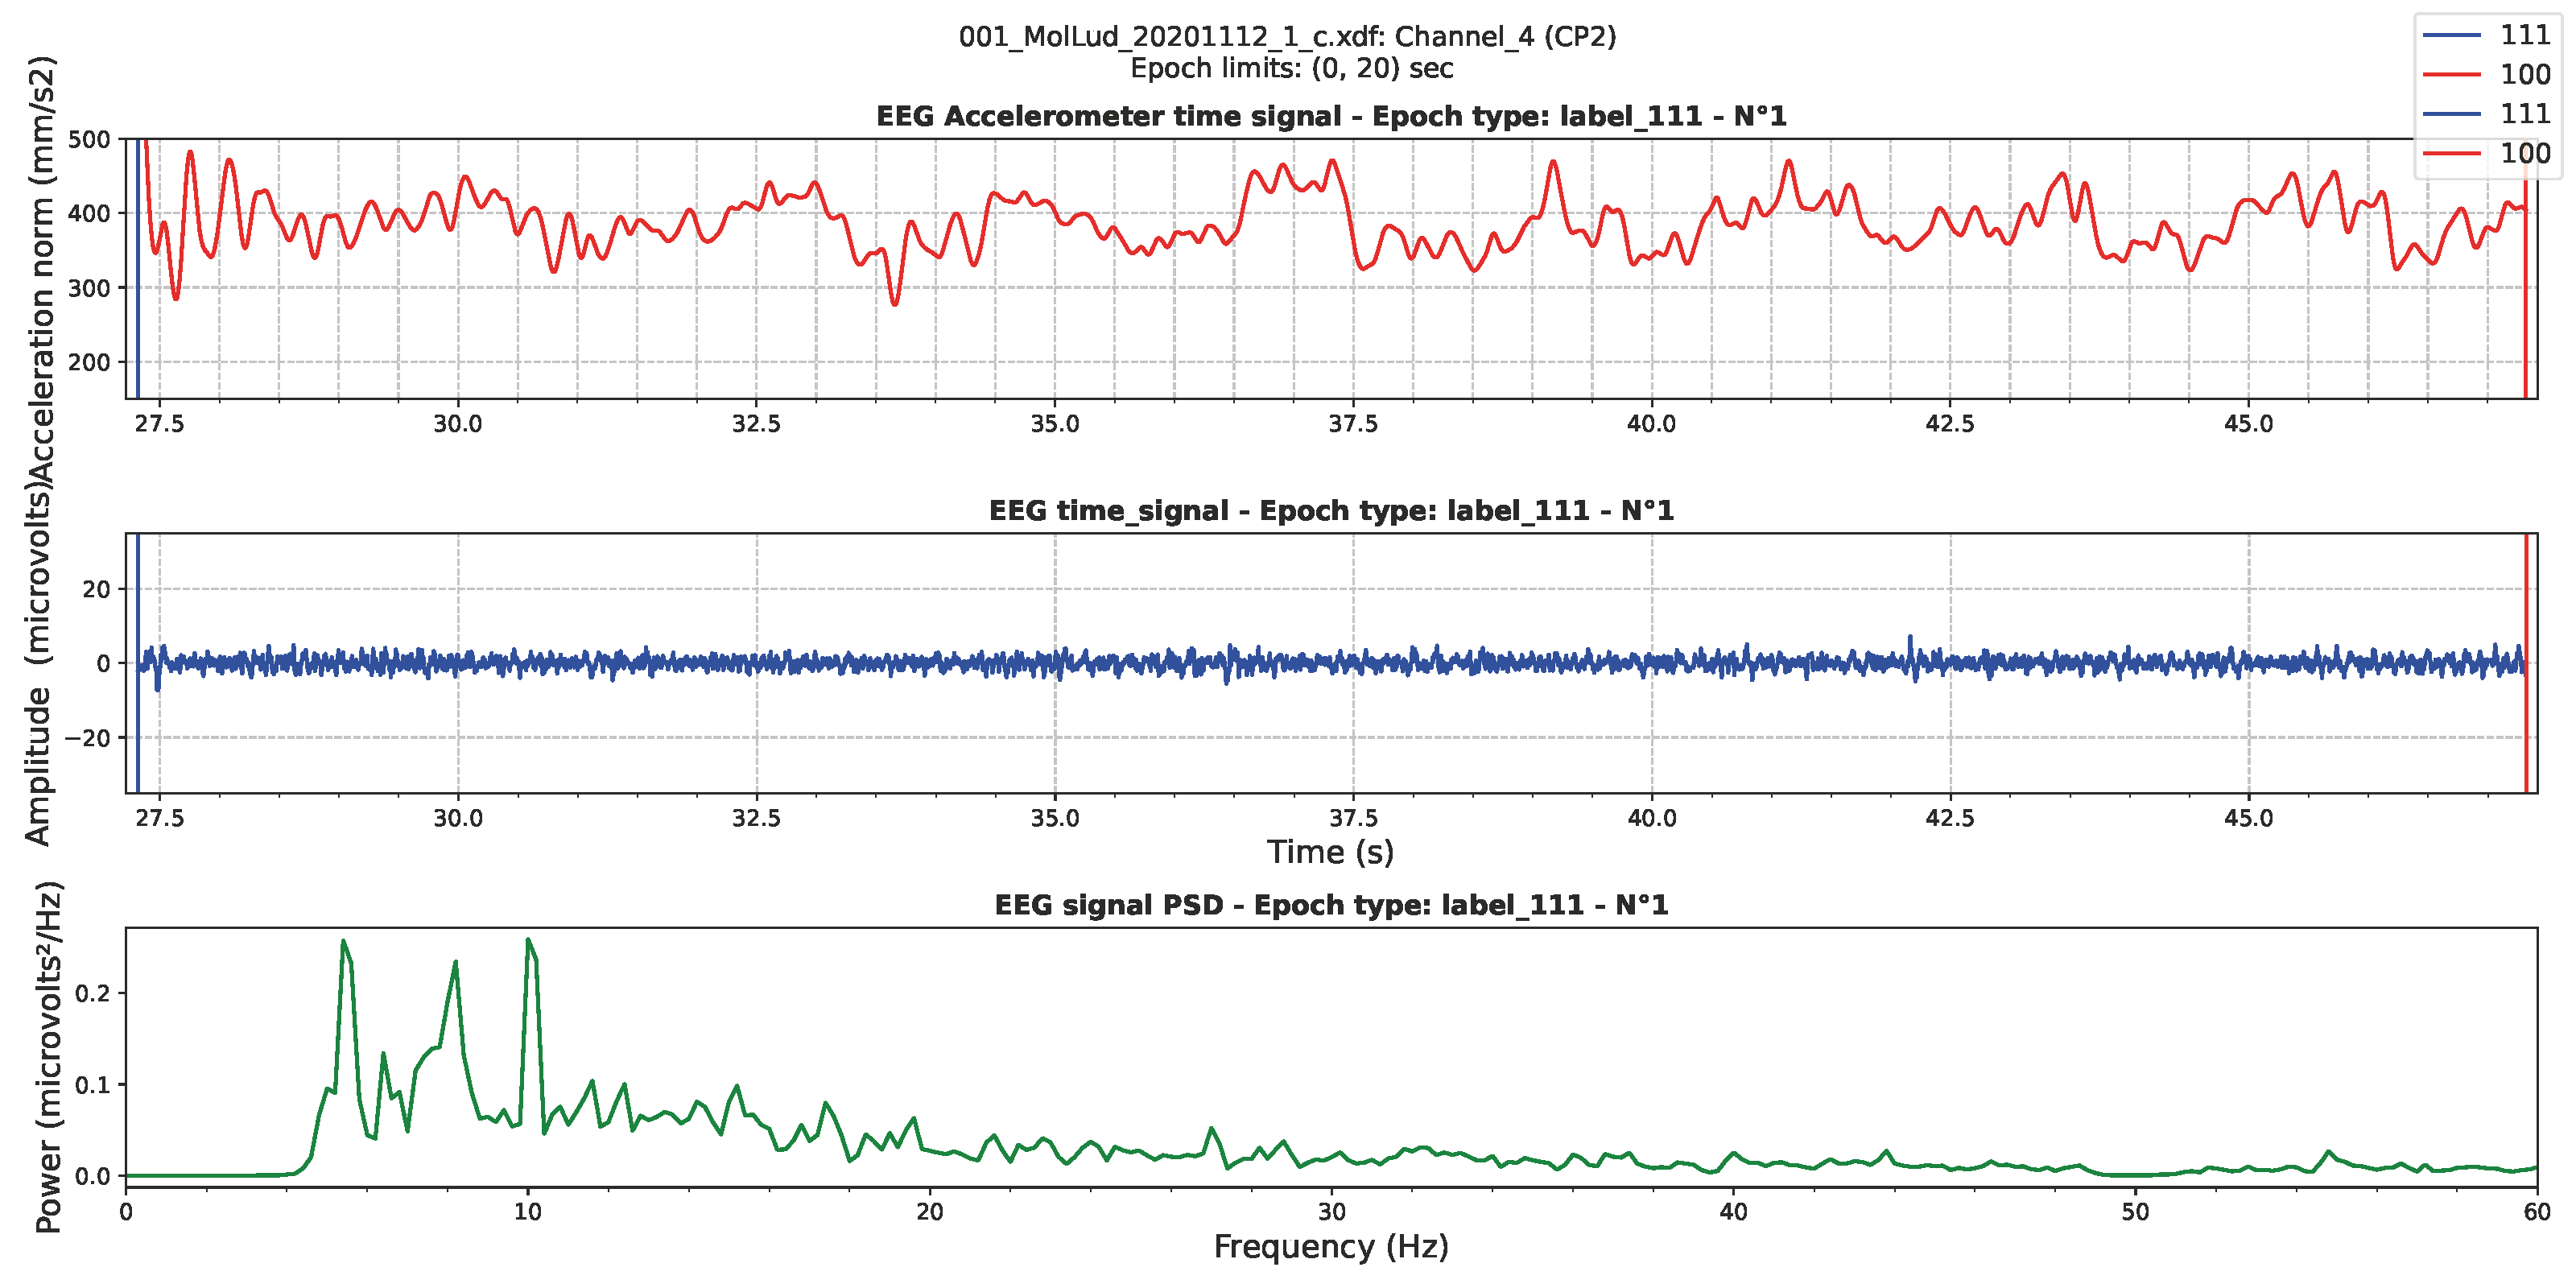 001_MolLud_20201112_1_c.xdf: Channel_4 (CP2)
Epoch limits: (0, 20) sec
111
100
111
100
EEG Accelerometer time signal - Epoch type: label_111 - N°1
Acceleration norm (mm/s2)
500
400
300
200
27.5 30.0 32.5 35.0 37.5 40.0 42.5 45.0
EEG time_signal - Epoch type: label_111 - N°1
Amplitude (microvolts)
20
0
−20
27.5 30.0 32.5 35.0 37.5 40.0 42.5 45.0
Time (s)
EEG signal PSD - Epoch type: label_111 - N°1
Power (microvolts²/Hz)
0.2
0.1
0.0
0 10 20 30 40 50 60
Frequency (Hz)